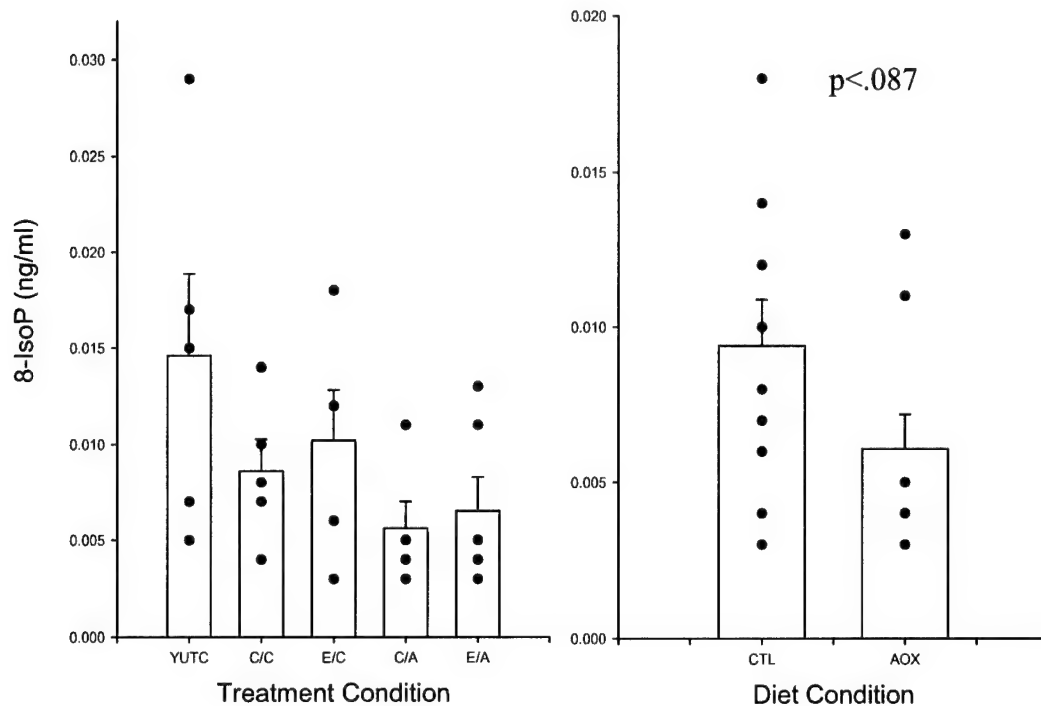 8-IsoP (ng/ml)
0.030
0.025
0.020
0.015
0.010
0.005
0.000
YUTC C/C E/C C/A E/A
Treatment Condition
0.020
0.015
0.010
0.005
0.000
p<.087
CTL AOX
Diet Condition